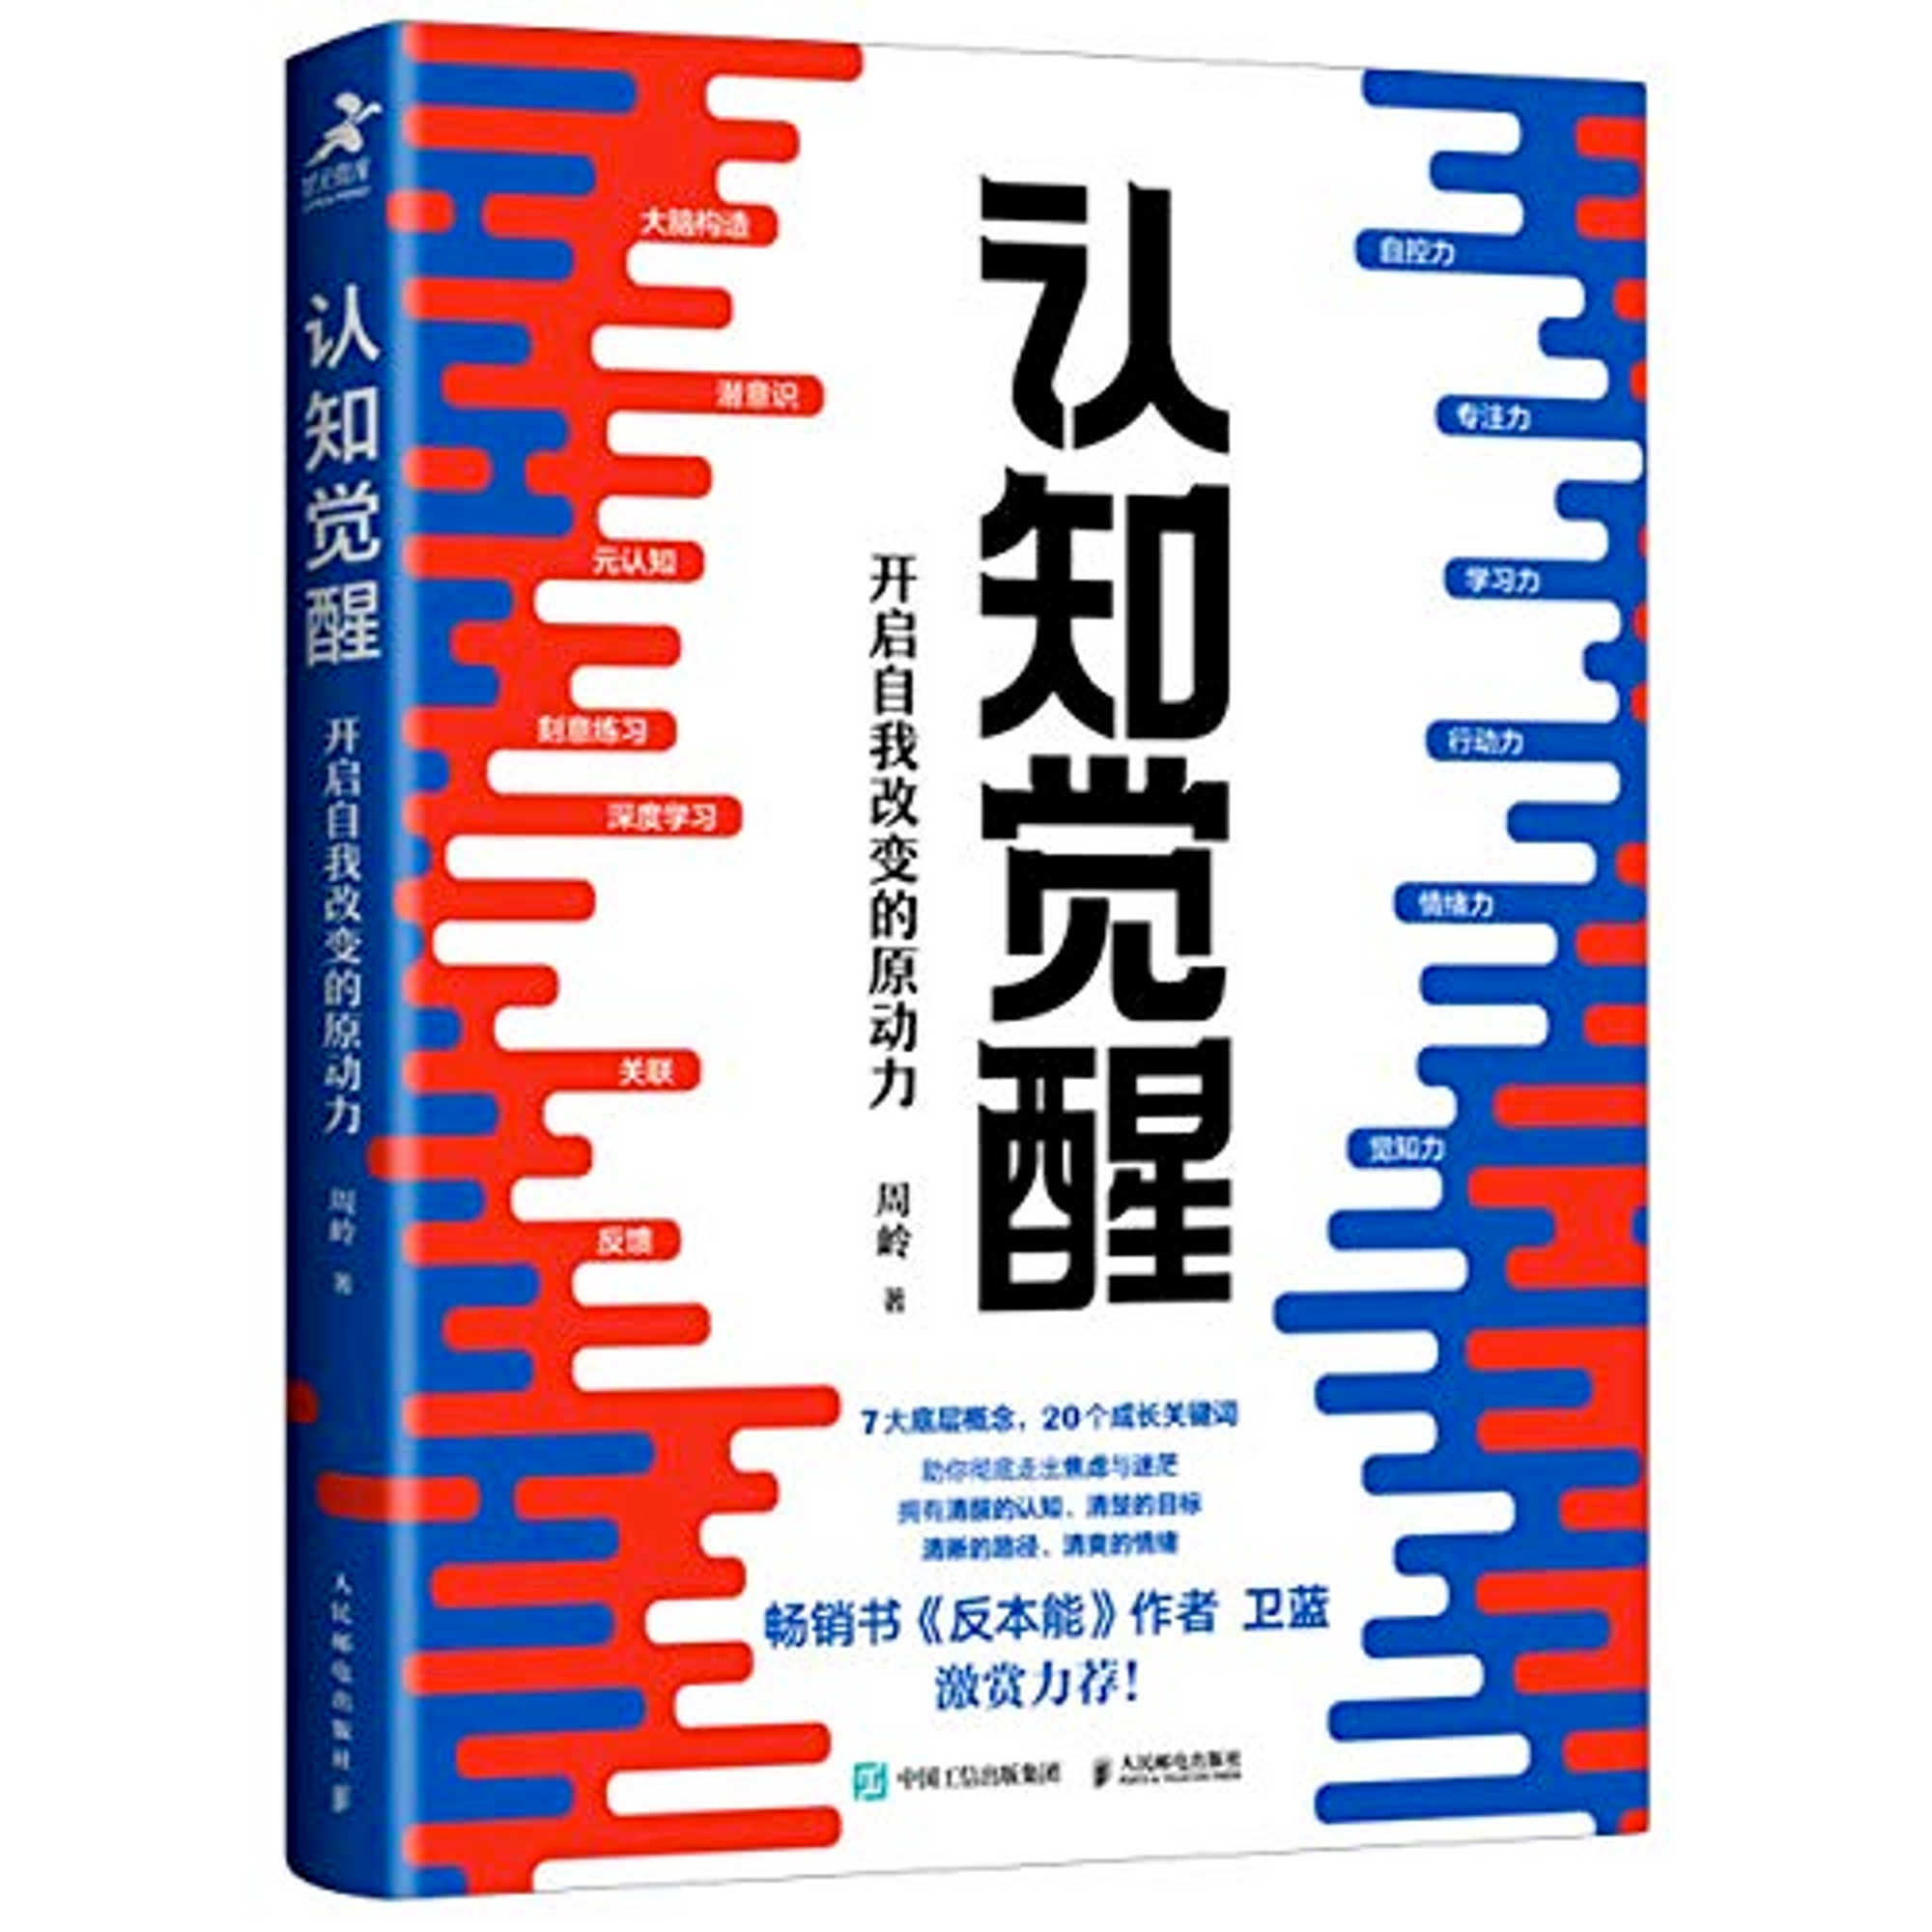 认知觉醒
开启自我改变的原动力
周岭 著
人民邮电出版社
大脑构造
潜意识
元认知
刻意练习
深度学习
关联
反馈
认知觉醒
开启自我改变的原动力
周岭 著
自控力
专注力
学习力
行动力
情绪力
觉知力
7大底层概念，20个成长关键词
助你彻底走出焦虑与迷茫
拥有清醒的认知、清楚的目标
清晰的路径、清爽的情绪
畅销书《反本能》作者 卫蓝
激赏力荐！
中国工信出版集团
人民邮电出版社